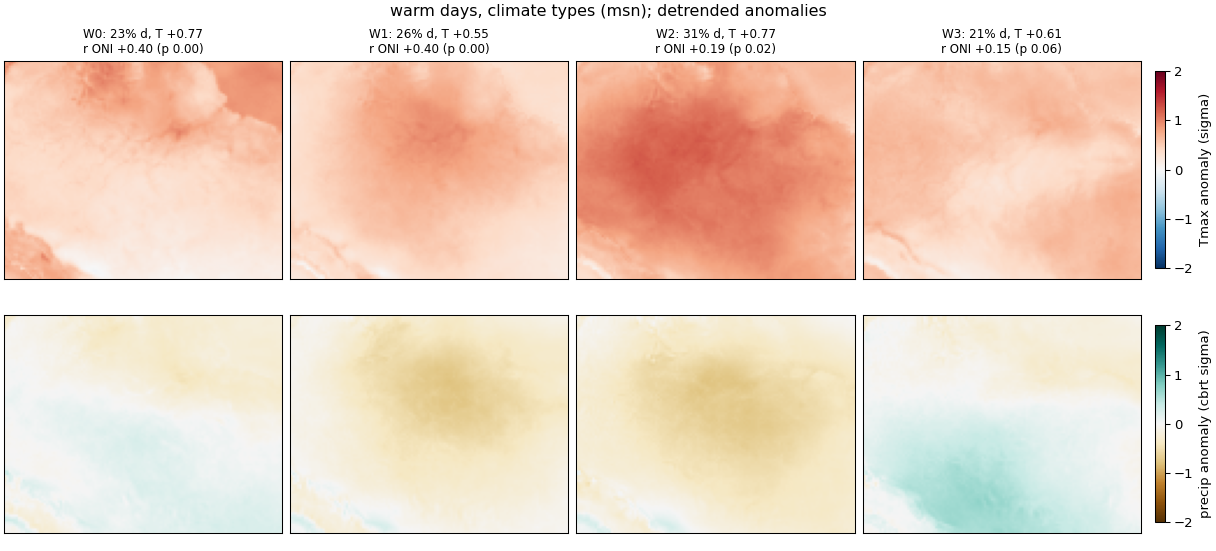 warm days, climate types (msn); detrended anomalies
W0: 23% d, T +0.77
r ONI +0.40 (p 0.00)
W1: 26% d, T +0.55
r ONI +0.40 (p 0.00)
W2: 31% d, T +0.77
r ONI +0.19 (p 0.02)
W3: 21% d, T +0.61
r ONI +0.15 (p 0.06)
2
1
0
−1
−2
Tmax anomaly (sigma)
2
1
0
−1
−2
precip anomaly (cbrt sigma)